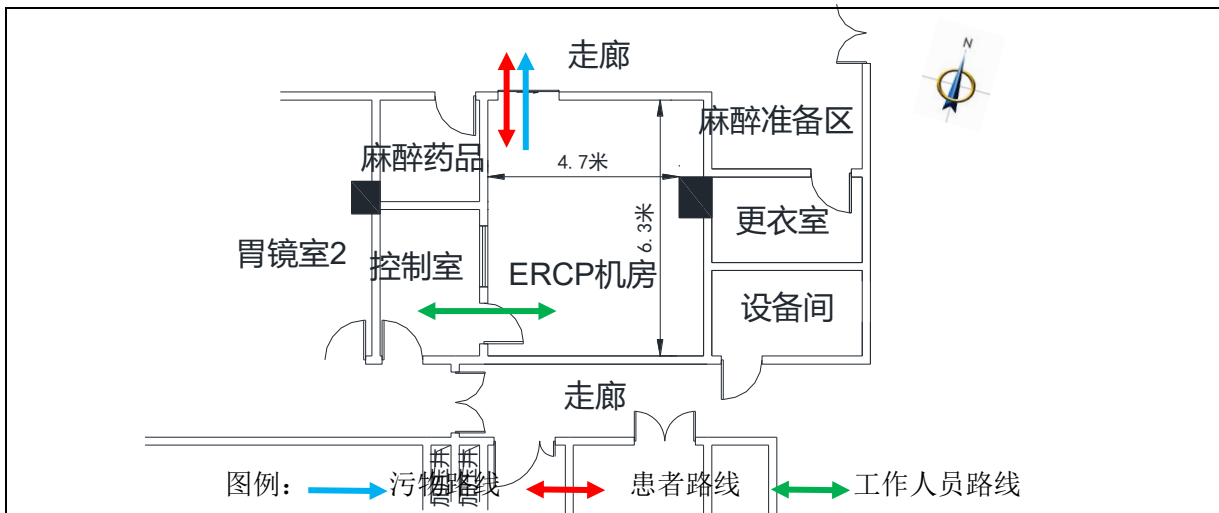 走廊
N
麻醉准备区
麻醉药品
4.7米
更衣室
6.3米
胃镜室2
控制室
ERCP机房
设备间
走廊
图例：
污物路线
患者路线
工作人员路线